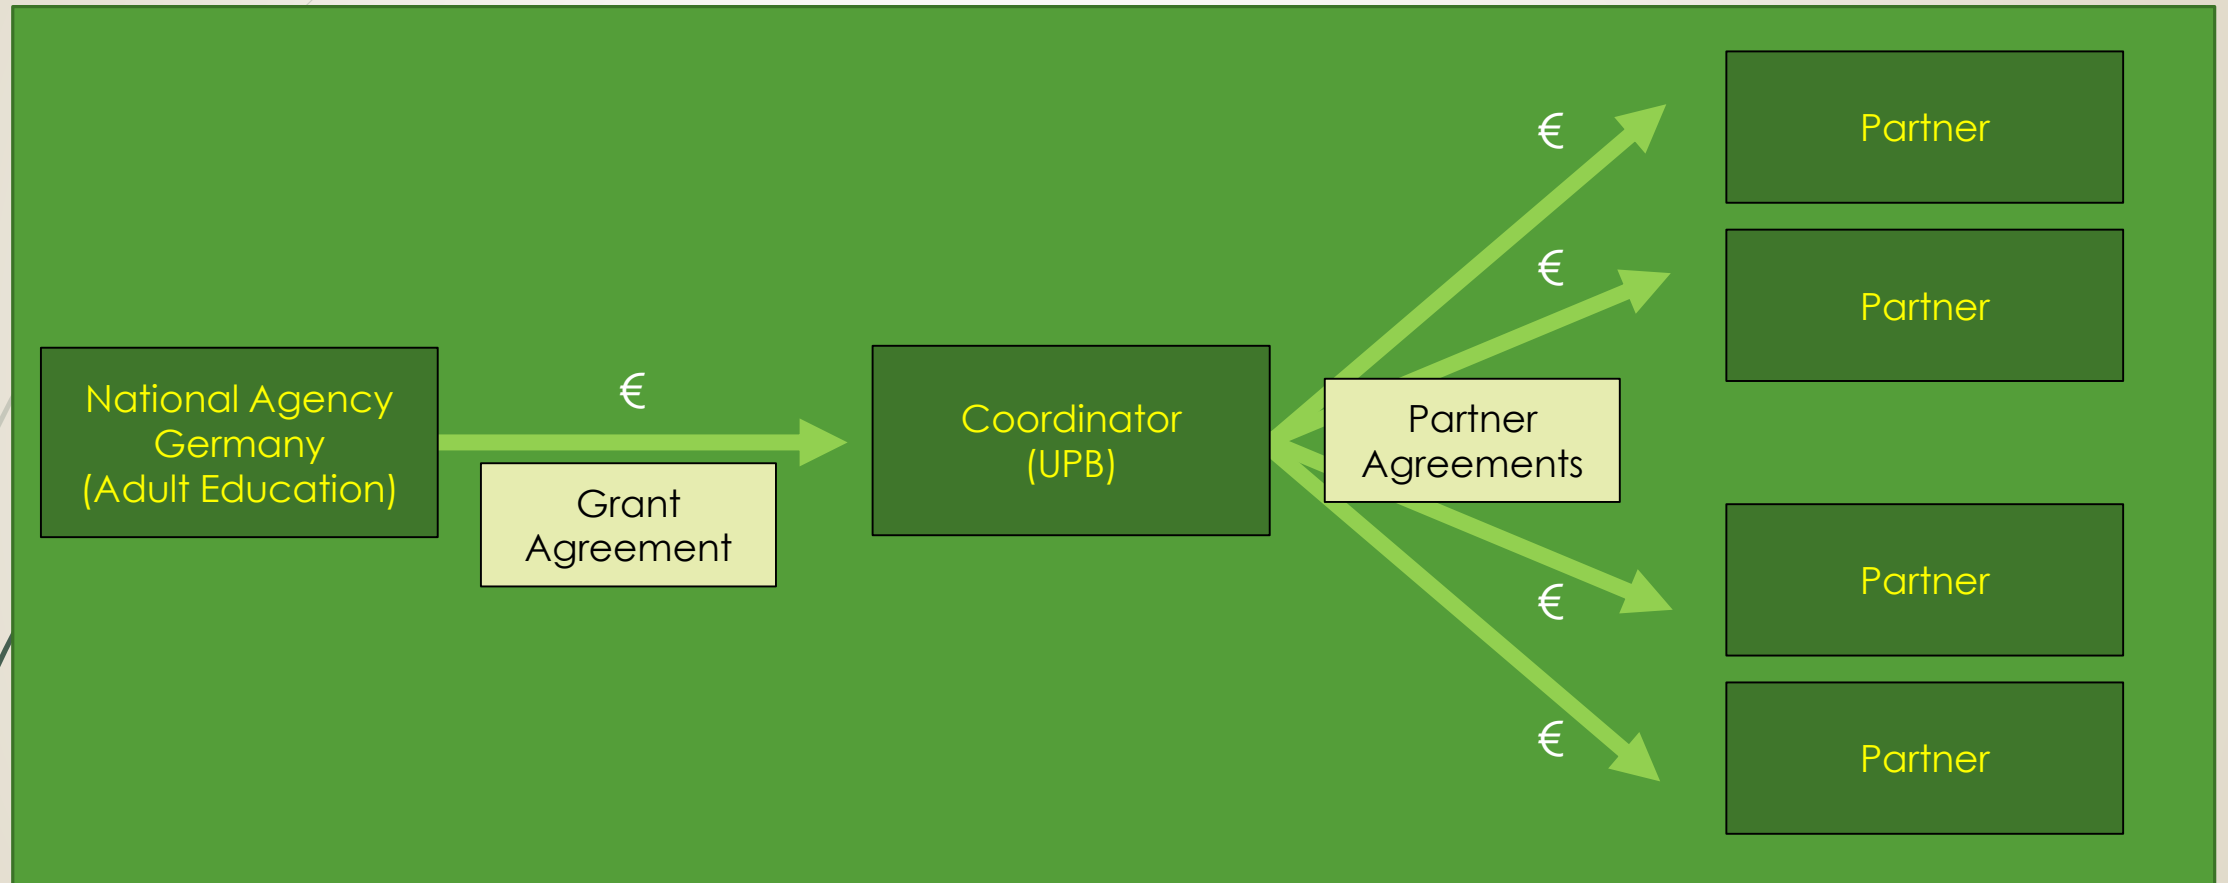 National Agency
Germany
(Adult Education)
€
Grant
Agreement
Coordinator
(UPB)
Partner
Agreements
€
Partner
€
Partner
€
Partner
€
Partner